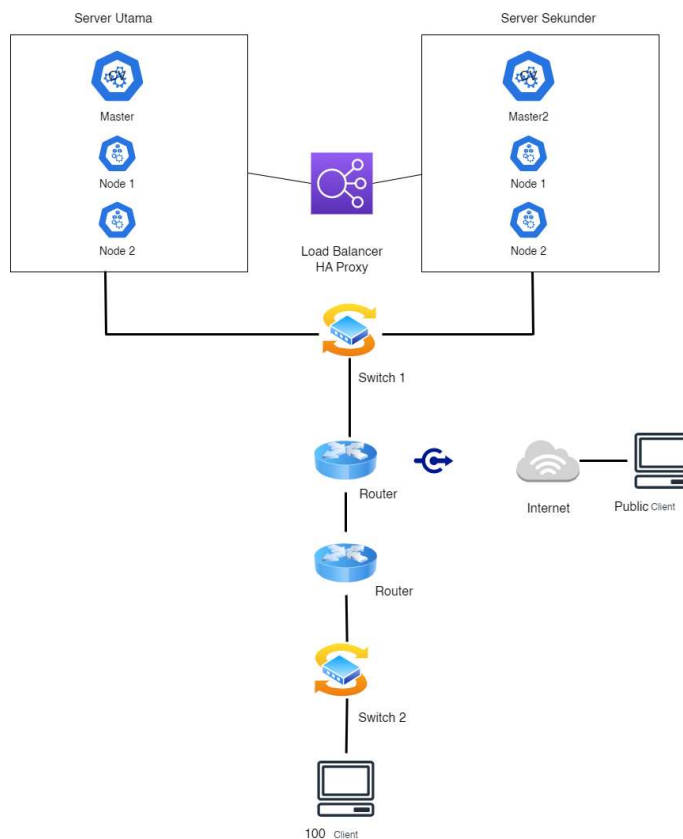 Server Utama
Server Sekunder
Master
Master2
Node 1
Node 1
Node 2
Node 2
Load Balancer
HA Proxy
Switch 1
Router
Internet
Public Client
Router
Switch 2
100 Client